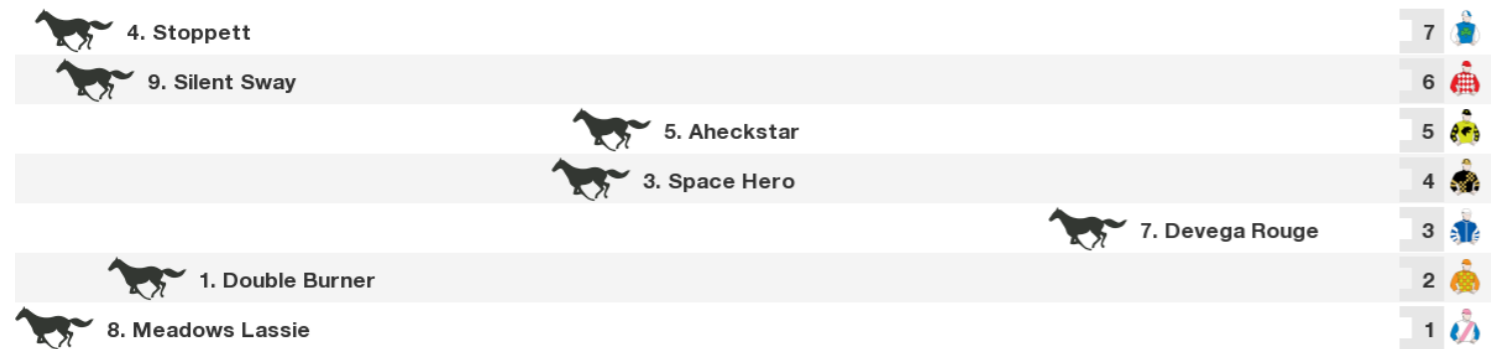 4. Stoppett 7
9. Silent Sway 6
5. Aheckstar 5
3. Space Hero 4
7. Devega Rouge 3
1. Double Burner 2
8. Meadows Lassie 1